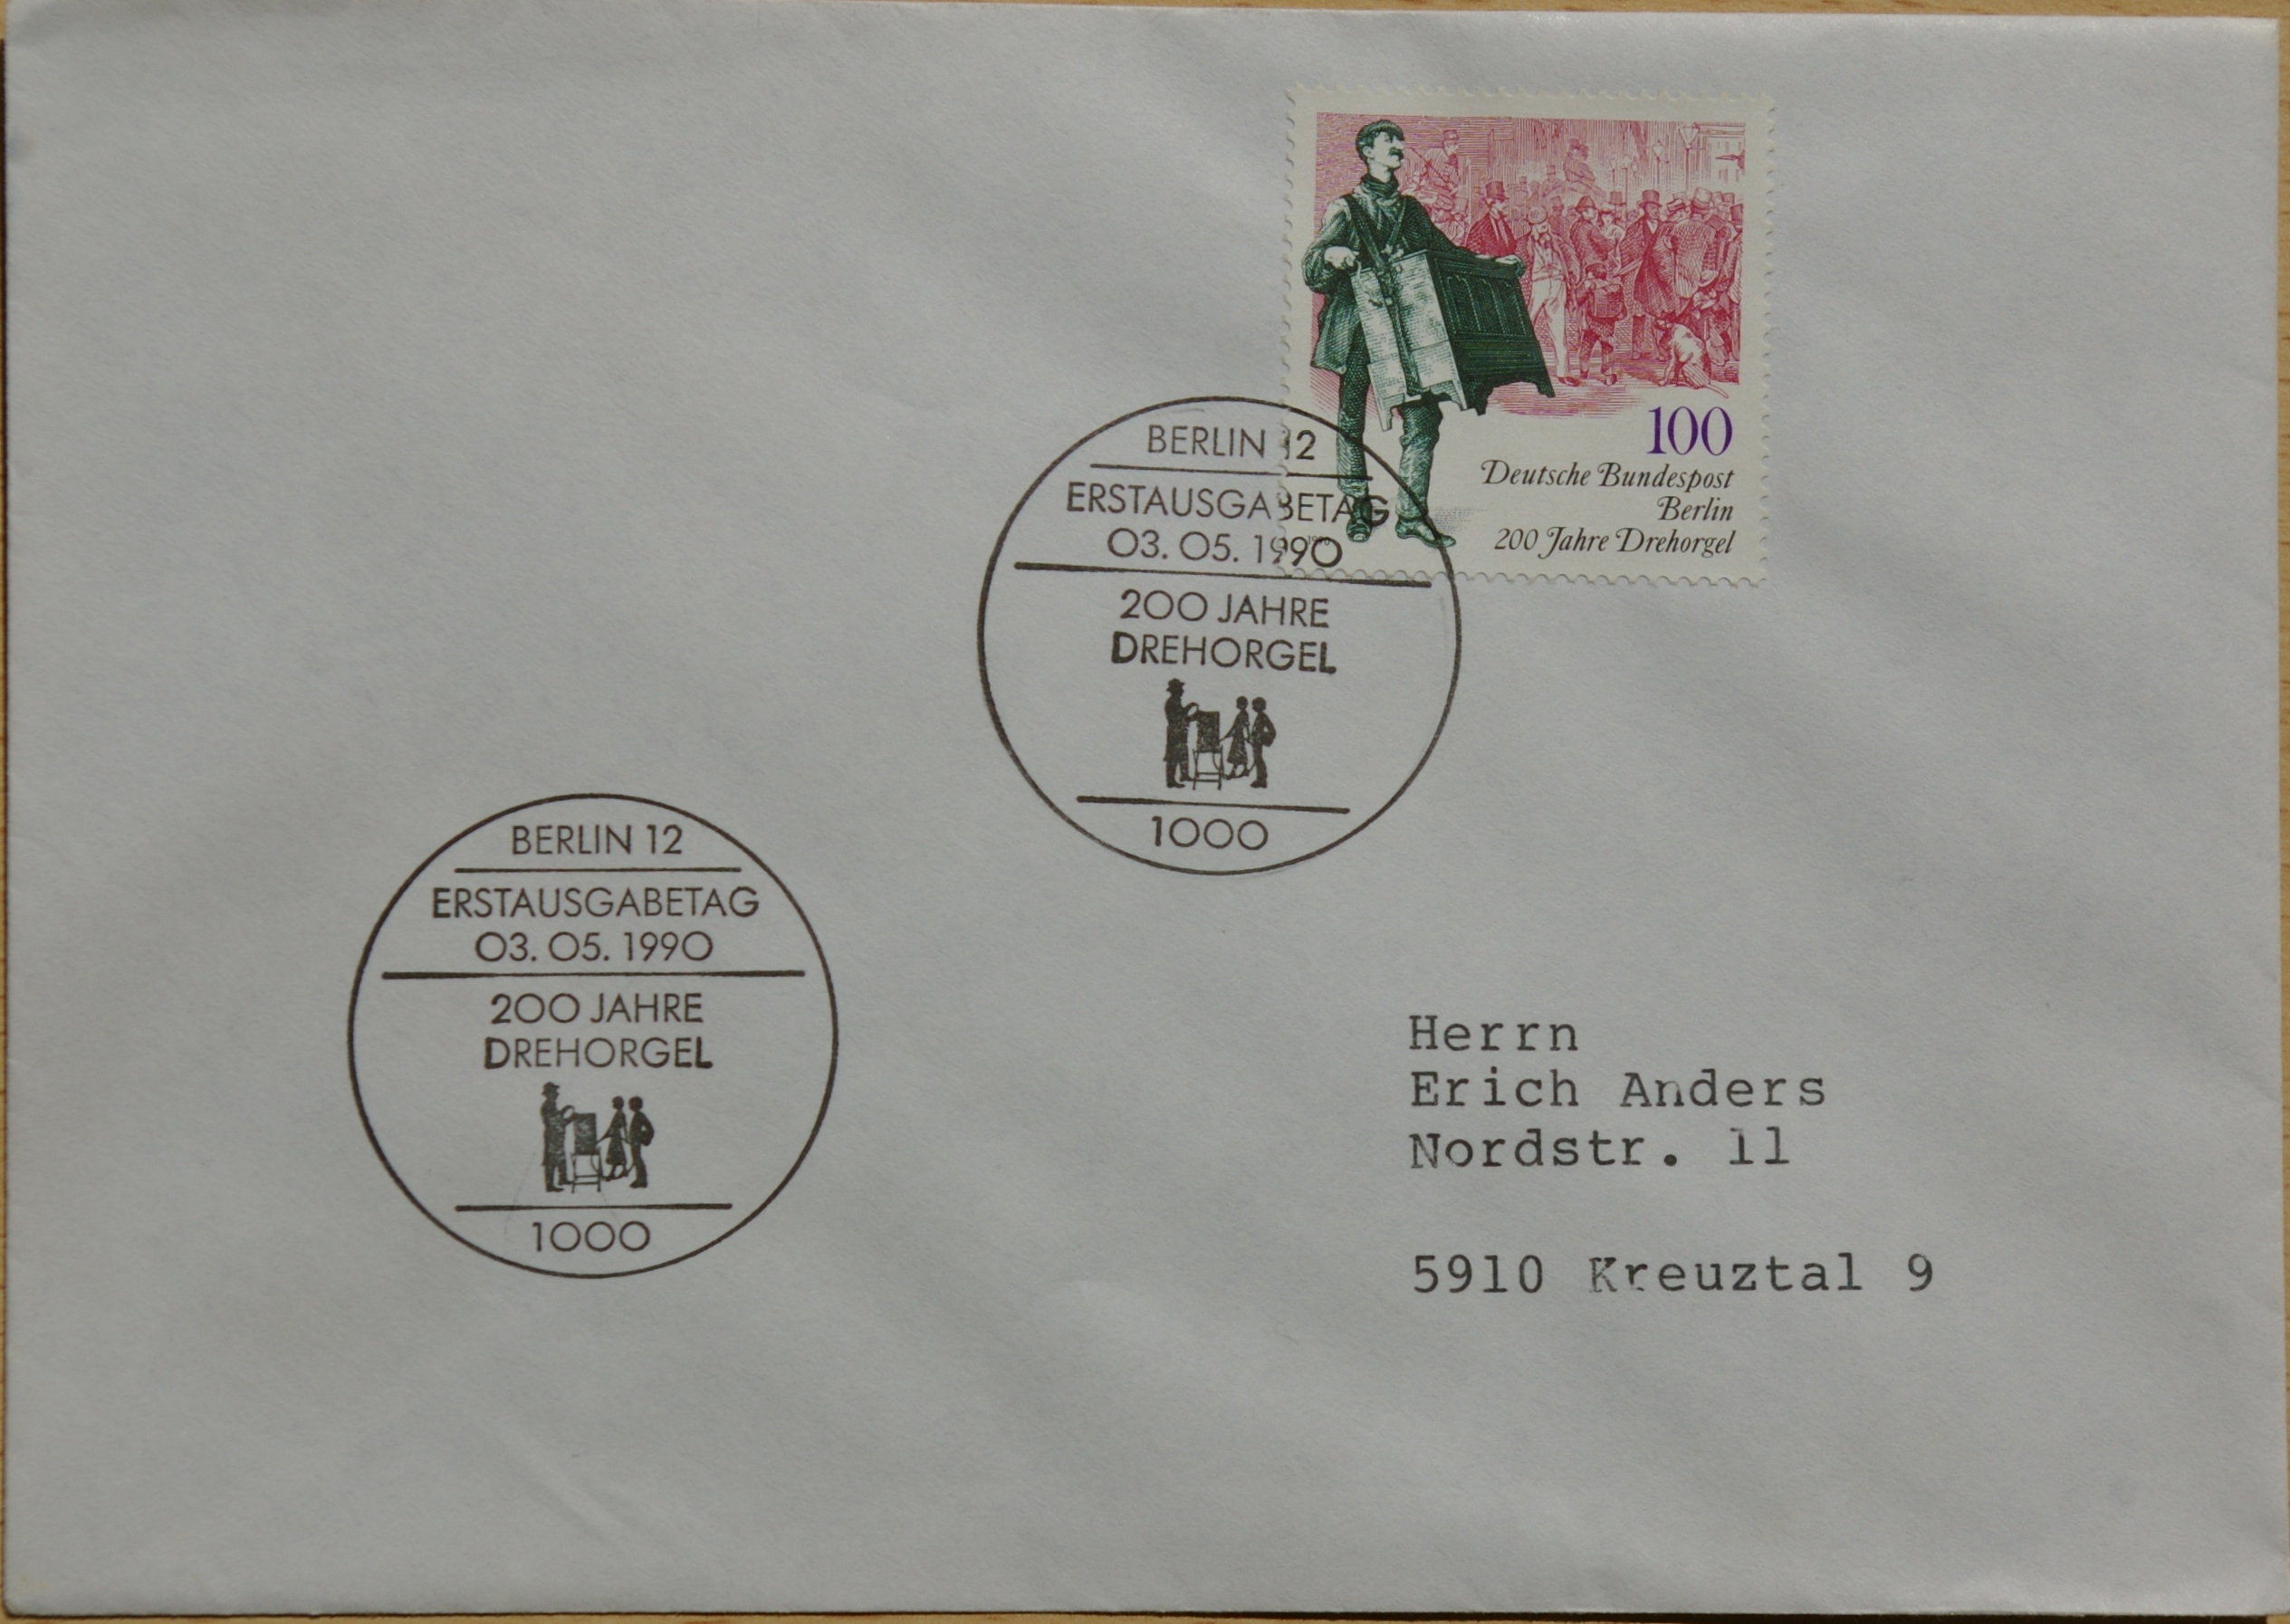 100
Deutsche Bundespost
Berlin
200 Jahre Drehorgel
BERLIN 12
ERSTAUSGABETAG
03. 05. 1990
200 JAHRE
DREHORGEL
1000
BERLIN 12
ERSTAUSGABETAG
03. 05. 1990
200 JAHRE
DREHORGEL
1000
Herrn
Erich Anders
Nordstr. 11
5910 Kreuztal 9